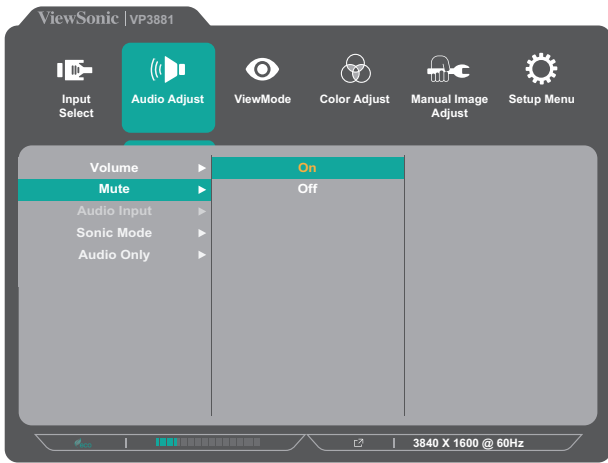 ViewSonic | VP3881
Input Select
Audio Adjust
ViewMode
Color Adjust
Manual Image Adjust
Setup Menu
Volume
On
Mute
Off
Audio Input
Sonic Mode
Audio Only
eco
3840 X 1600 @ 60Hz